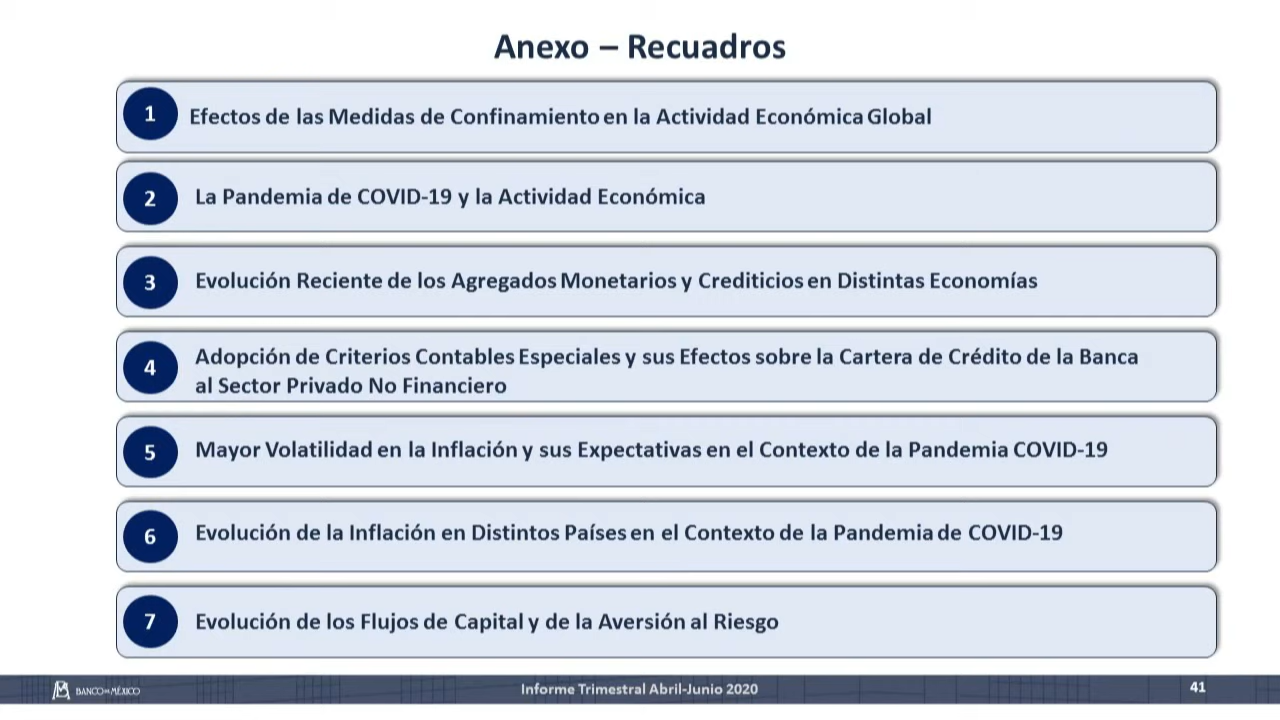 Anexo – Recuadros
1
Efectos de las Medidas de Confinamiento en la Actividad Económica Global
2
La Pandemia de COVID-19 y la Actividad Económica
3
Evolución Reciente de los Agregados Monetarios y Crediticios en Distintas Economías
4
Adopción de Criterios Contables Especiales y sus Efectos sobre la Cartera de Crédito de la Banca
al Sector Privado No Financiero
5
Mayor Volatilidad en la Inflación y sus Expectativas en el Contexto de la Pandemia COVID-19
6
Evolución de la Inflación en Distintos Países en el Contexto de la Pandemia de COVID-19
7
Evolución de los Flujos de Capital y de la Aversión al Riesgo
BANCO DE MÉXICO
Informe Trimestral Abril-Junio 2020
41